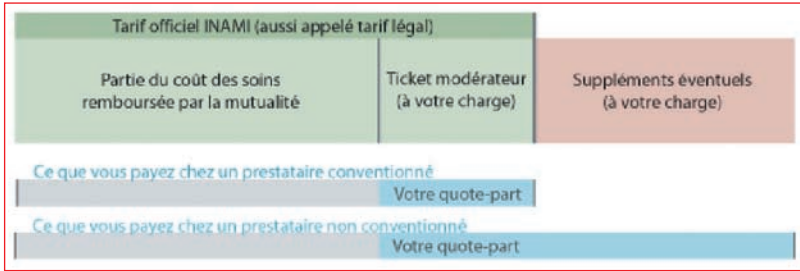 Tarif officiel INAMI (aussi appelé tarif légal)
Partie du coût des soins
remboursée par la mutualité
Ticket modérateur
(à votre charge)
Suppléments éventuels
(à votre charge)
Ce que vous payez chez un prestataire conventionné
Votre quote-part
Ce que vous payez chez un prestataire non conventionné
Votre quote-part